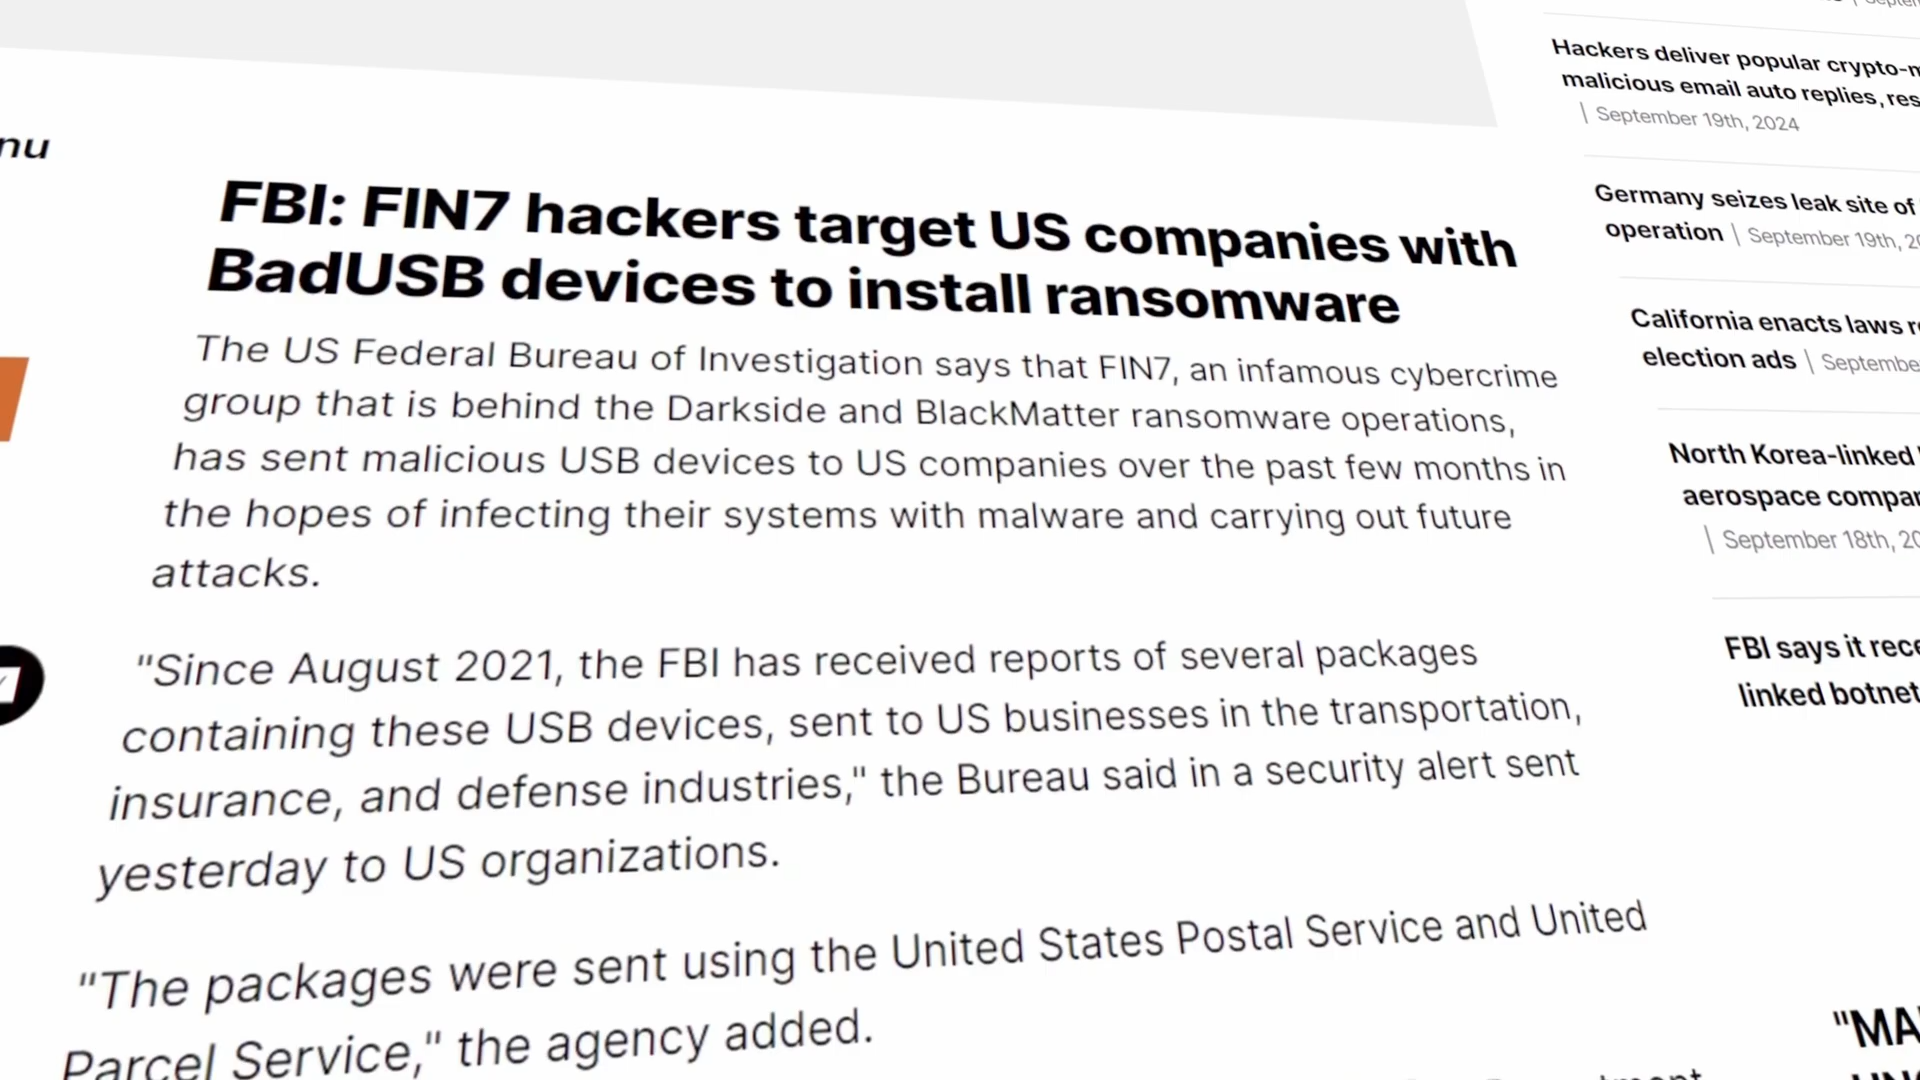 nu
FBI: FIN7 hackers target US companies with
BadUSB devices to install ransomware
The US Federal Bureau of Investigation says that FIN7, an infamous cybercrime
group that is behind the Darkside and BlackMatter ransomware operations,
has sent malicious USB devices to US companies over the past few months in
the hopes of infecting their systems with malware and carrying out future
attacks.
"Since August 2021, the FBI has received reports of several packages
containing these USB devices, sent to US businesses in the transportation,
insurance, and defense industries," the Bureau said in a security alert sent
yesterday to US organizations.
"The packages were sent using the United States Postal Service and United
Parcel Service," the agency added.
Hackers deliver popular crypto-m
malicious email auto replies, res
| September 19th, 2024
Germany seizes leak site of
operation | September 19th, 20
California enacts laws r
election ads | Septembe
North Korea-linked
aerospace compan
| September 18th, 20
FBI says it rece
linked botnet
"MA